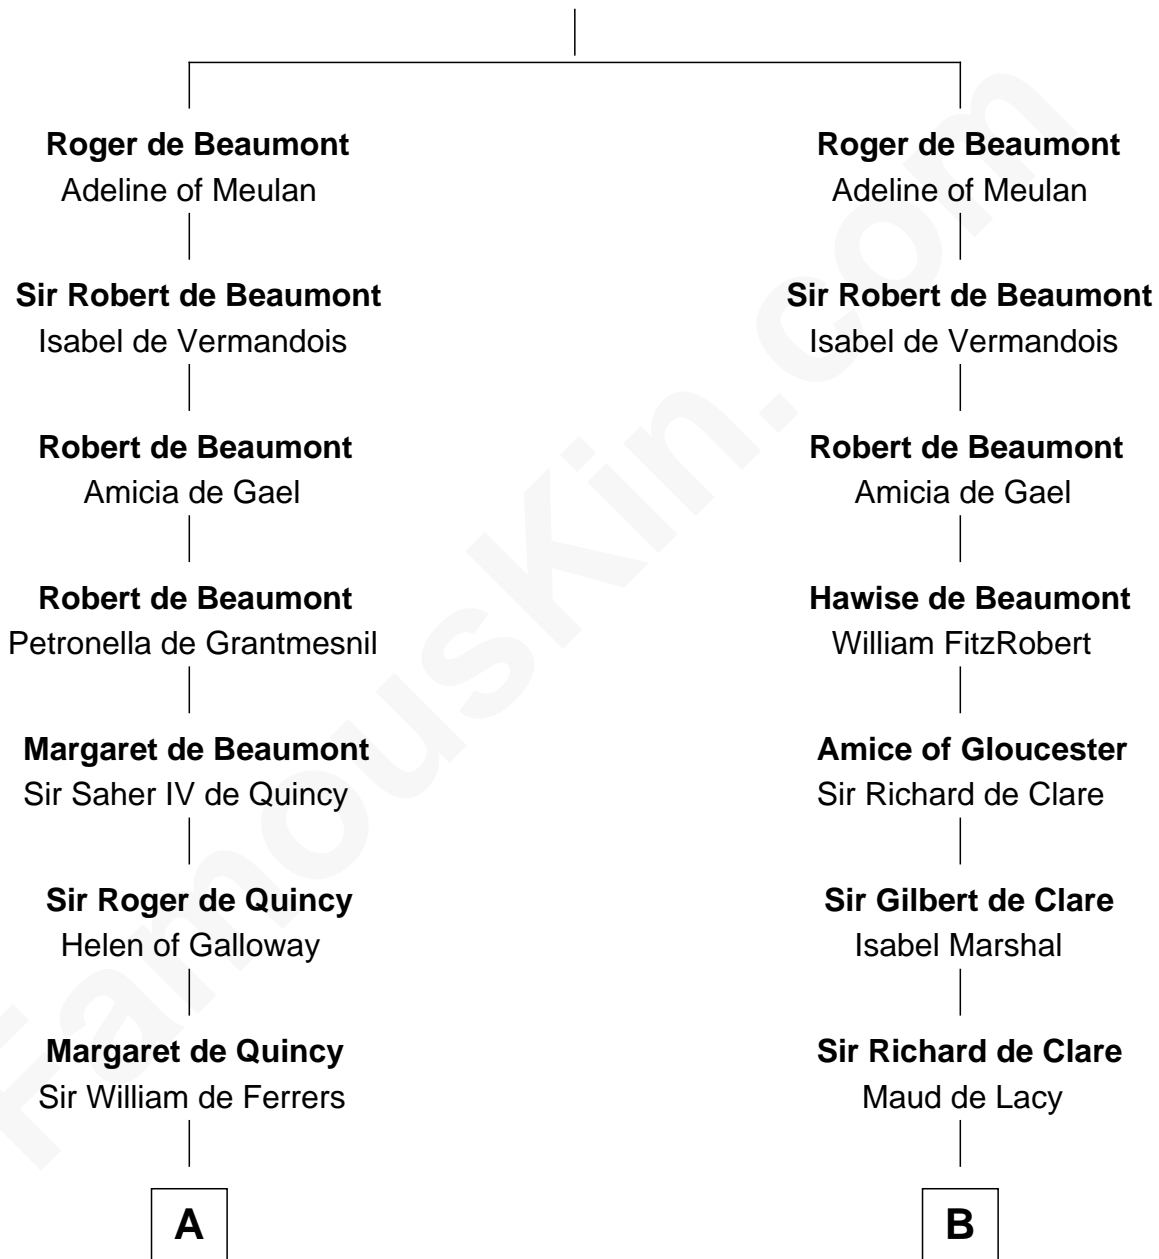 Roger de Beaumont
Adeline of Meulan
Sir Robert de Beaumont
Isabel de Vermandois
Robert de Beaumont
Amicia de Gael
Robert de Beaumont
Petronella de Grantmesnil
Margaret de Beaumont
Sir Saher IV de Quincy
Sir Roger de Quincy
Helen of Galloway
Margaret de Quincy
Sir William de Ferrers
A
Roger de Beaumont
Adeline of Meulan
Sir Robert de Beaumont
Isabel de Vermandois
Robert de Beaumont
Amicia de Gael
Hawise de Beaumont
William FitzRobert
Amice of Gloucester
Sir Richard de Clare
Sir Gilbert de Clare
Isabel Marshal
Sir Richard de Clare
Maud de Lacy
B
FamousKin.com